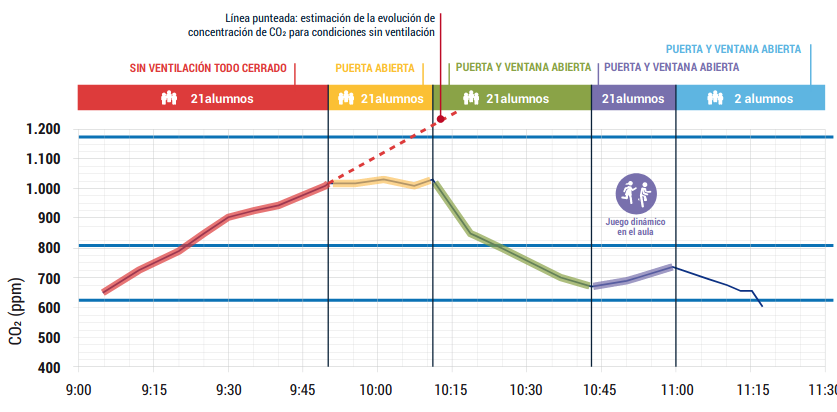 Línea punteada: estimación de la evolución de
concentración de CO₂ para condiciones sin ventilación
PUERTA Y VENTANA ABIERTA
SIN VENTILACIÓN TODO CERRADO
PUERTA ABIERTA
PUERTA Y VENTANA ABIERTA
PUERTA Y VENTANA ABIERTA
21alumnos
21alumnos
21alumnos
21alumnos
2 alumnos
1.200
1.100
1.000
900
800
700
600
500
400
CO₂ (ppm)
Juego dinámico
en el aula
9:00
9:15
9:30
9:45
10:00
10:15
10:30
10:45
11:00
11:15
11:30